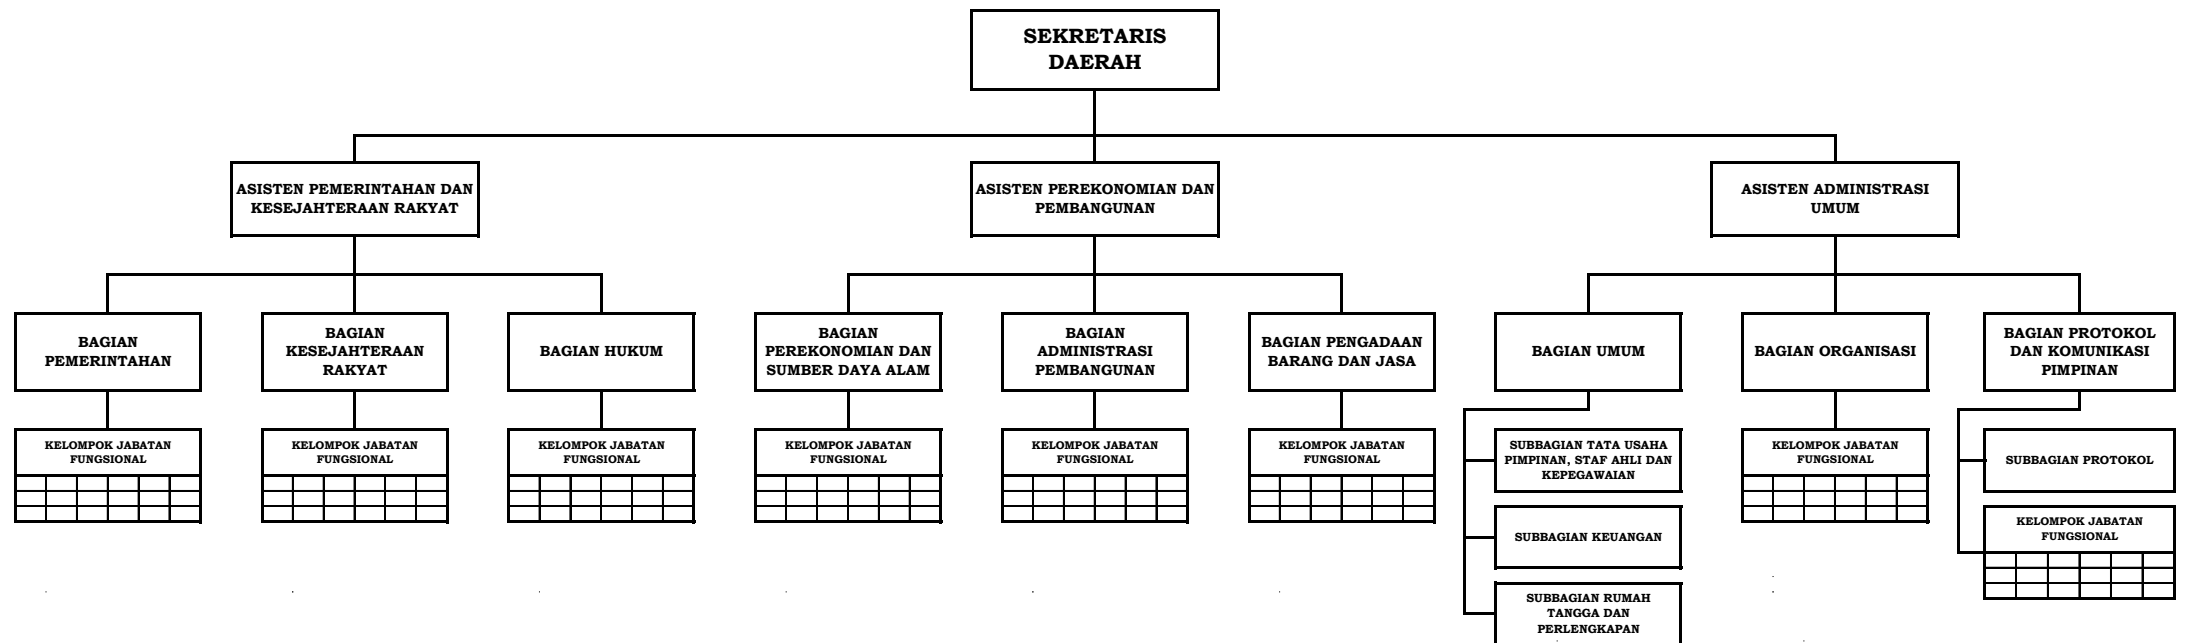 SEKRETARIS
DAERAH
ASISTEN PEMERINTAHAN DAN
KESEJAHTERAAN RAKYAT
ASISTEN PEREKONOMIAN DAN
PEMBANGUNAN
ASISTEN ADMINISTRASI
UMUM
BAGIAN
PEMERINTAHAN
BAGIAN
KESEJAHTERAAN
RAKYAT
BAGIAN HUKUM
BAGIAN
PEREKONOMIAN DAN
SUMBER DAYA ALAM
BAGIAN
ADMINISTRASI
PEMBANGUNAN
BAGIAN PENGADAAN
BARANG DAN JASA
BAGIAN UMUM
BAGIAN ORGANISASI
BAGIAN PROTOKOL
DAN KOMUNIKASI
PIMPINAN
KELOMPOK JABATAN
FUNGSIONAL
KELOMPOK JABATAN
FUNGSIONAL
KELOMPOK JABATAN
FUNGSIONAL
KELOMPOK JABATAN
FUNGSIONAL
KELOMPOK JABATAN
FUNGSIONAL
KELOMPOK JABATAN
FUNGSIONAL
SUBBAGIAN TATA USAHA
PIMPINAN, STAF AHLI DAN
KEPEGAWAIAN
KELOMPOK JABATAN
FUNGSIONAL
SUBBAGIAN PROTOKOL
SUBBAGIAN KEUANGAN
KELOMPOK JABATAN
FUNGSIONAL
SUBBAGIAN RUMAH
TANGGA DAN
PERLENGKAPAN